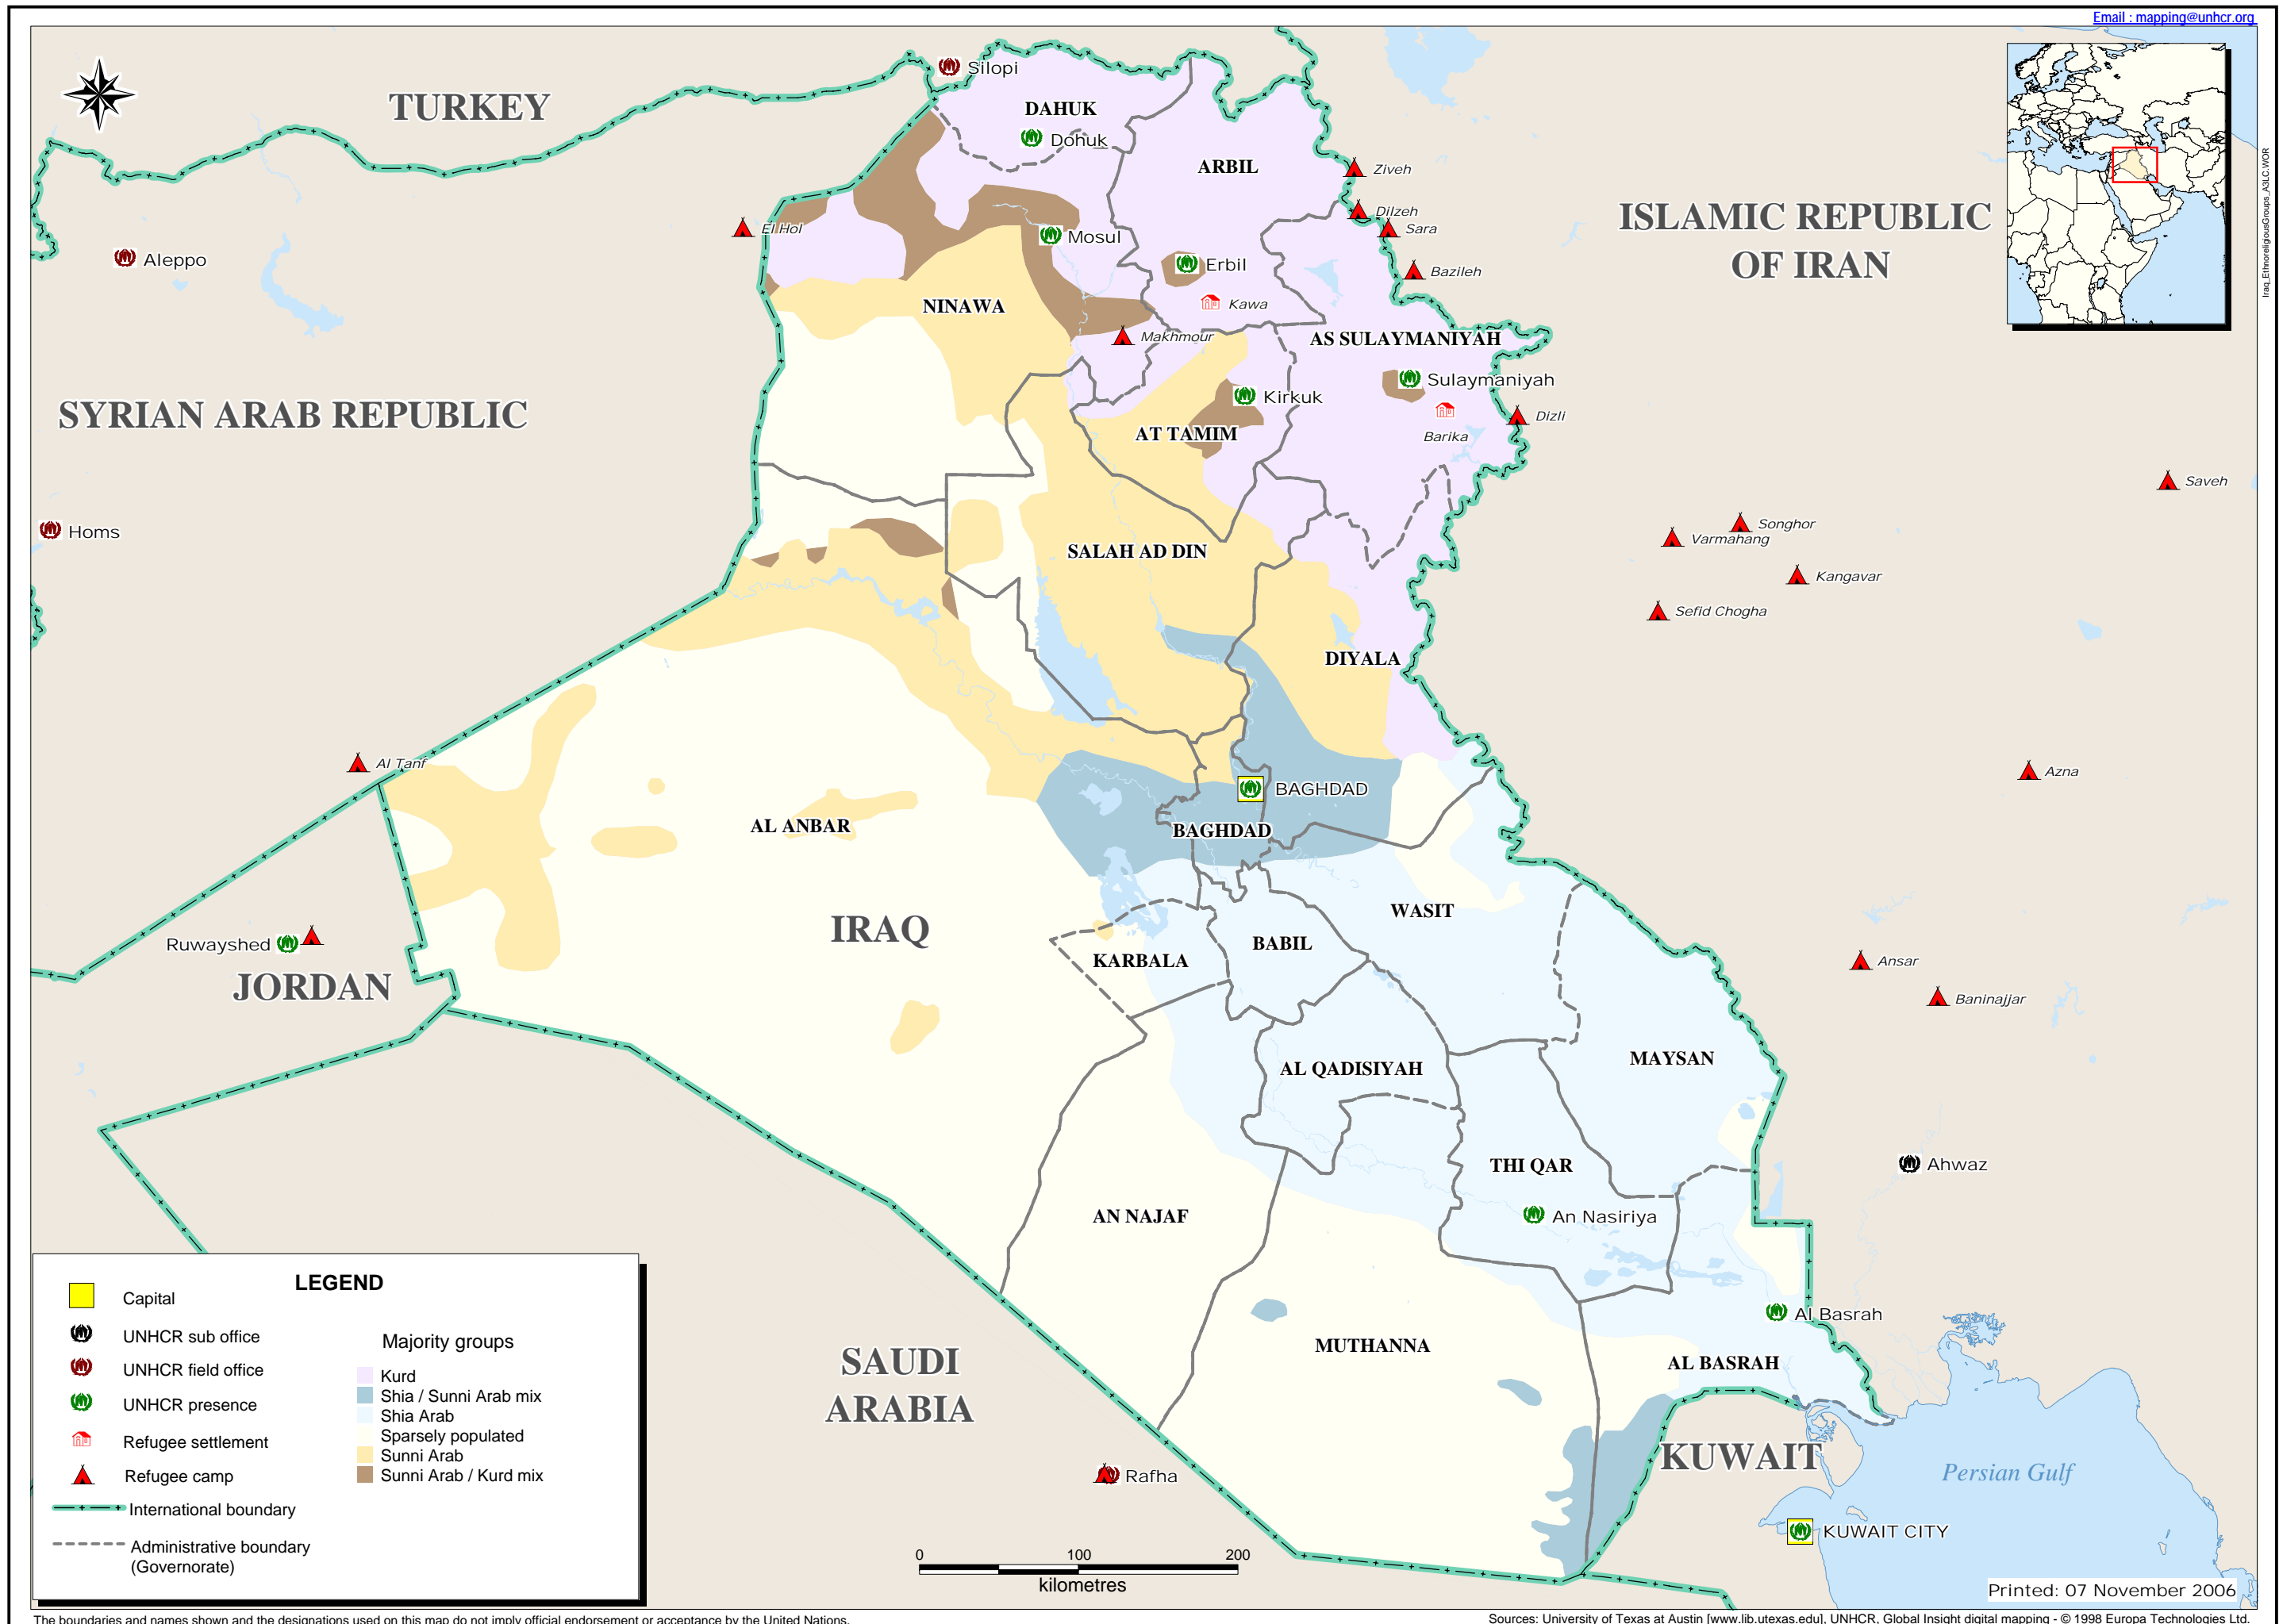 Email : mapping@unhcr.org
Iraq_EthnoreligiousGroups_A3LC.WOR
TURKEY
Silopi
DAHUK
Dohuk
ARBIL
Ziveh
Dilzeh
Sara
Bazileh
ISLAMIC REPUBLIC
OF IRAN
El Hol
Mosul
Aleppo
Erbil
Kawa
NINAWA
Makhmour
AS SULAYMANIYAH
Sulaymaniyah
Kirkuk
Barika
Dizli
AT TAMIM
SYRIAN ARAB REPUBLIC
Saveh
Songhor
Varmahang
Kangavar
Sefid Chogha
Homs
SALAH AD DIN
DIYALA
Al Tanf
Azna
BAGHDAD
BAGHDAD
AL ANBAR
IRAQ
WASIT
BABIL
KARBALA
Ruwayshed
JORDAN
Ansar
Baninajjar
AL QADISIYAH
MAYSAN
THI QAR
Ahwaz
AN NAJAF
An Nasiriya
Al Basrah
MUTHANNA
AL BASRAH
SAUDI
ARABIA
KUWAIT
Persian Gulf
Rafha
KUWAIT CITY
LEGEND
Capital
UNHCR sub office
UNHCR field office
UNHCR presence
Refugee settlement
Refugee camp
International boundary
Administrative boundary
(Governorate)
Majority groups
Kurd
Shia / Sunni Arab mix
Shia Arab
Sparsely populated
Sunni Arab
Sunni Arab / Kurd mix
0 100 200
kilometres
Printed: 07 November 2006
The boundaries and names shown and the designations used on this map do not imply official endorsement or acceptance by the United Nations.
Sources: University of Texas at Austin [www.lib.utexas.edu], UNHCR, Global Insight digital mapping - © 1998 Europa Technologies Ltd.